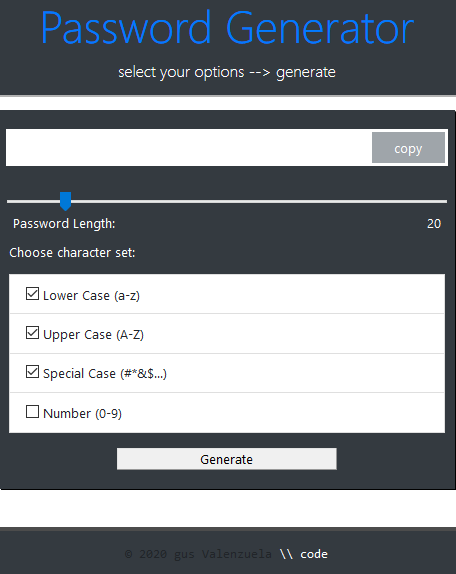 Password Generator
select your options --> generate
copy
Password Length: 20
Choose character set:
Lower Case (a-z)
Upper Case (A-Z)
Special Case (#*&$...)
Number (0-9)
Generate
© 2020 gus Valenzuela \\ code